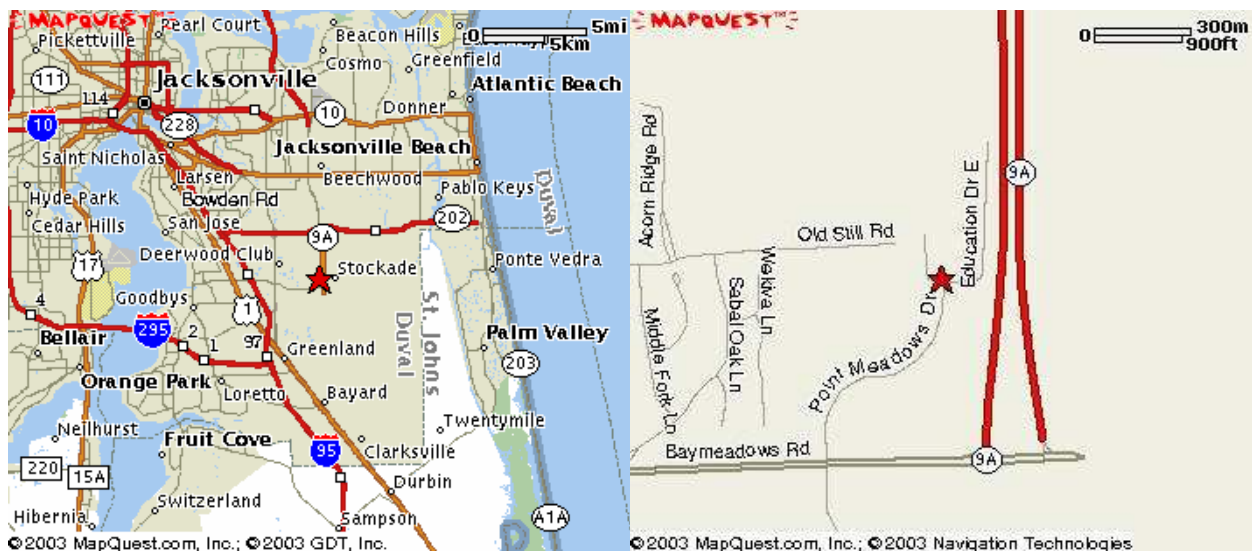 MAPQUEST
Pearl Court
Beacon Hills
0 5mi
5km
Pickettville
Cosmo
Greenfield
111
Jacksonville
Atlantic Beach
114
Donner
10
10
228
Saint Nicholas
Jacksonville Beach
Larsen
Beechwood
Hyde Park
Bowden Rd
Pablo Keys
Duval
Cedar Hills
San Jose
202
9A
Deerwood Club
Stockade
Ponte Vedra
17
4
Goodbys
1
St. Johns
Duval
295
2
97
Palm Valley
Bellair
1
Greenland
203
Orange Park
Loretto
Bayard
Neilhurst
Fruit Cove
Twentymile
95
Clarksville
220
15A
Durbin
Switzerland
Hibernia
Sampson
A1A
©2003 MapQuest.com, Inc.; ©2003 GDT, Inc.
MAPQUEST
0 300m
900ft
Acorn Ridge Rd
9A
Education Dr E
Old Still Rd
Wekiva Ln
Sabal Oak Ln
Middle Fork Ln
Point Meadows Dr
Baymeadows Rd
9A
©2003 MapQuest.com, Inc.; ©2003 Navigation Technologies